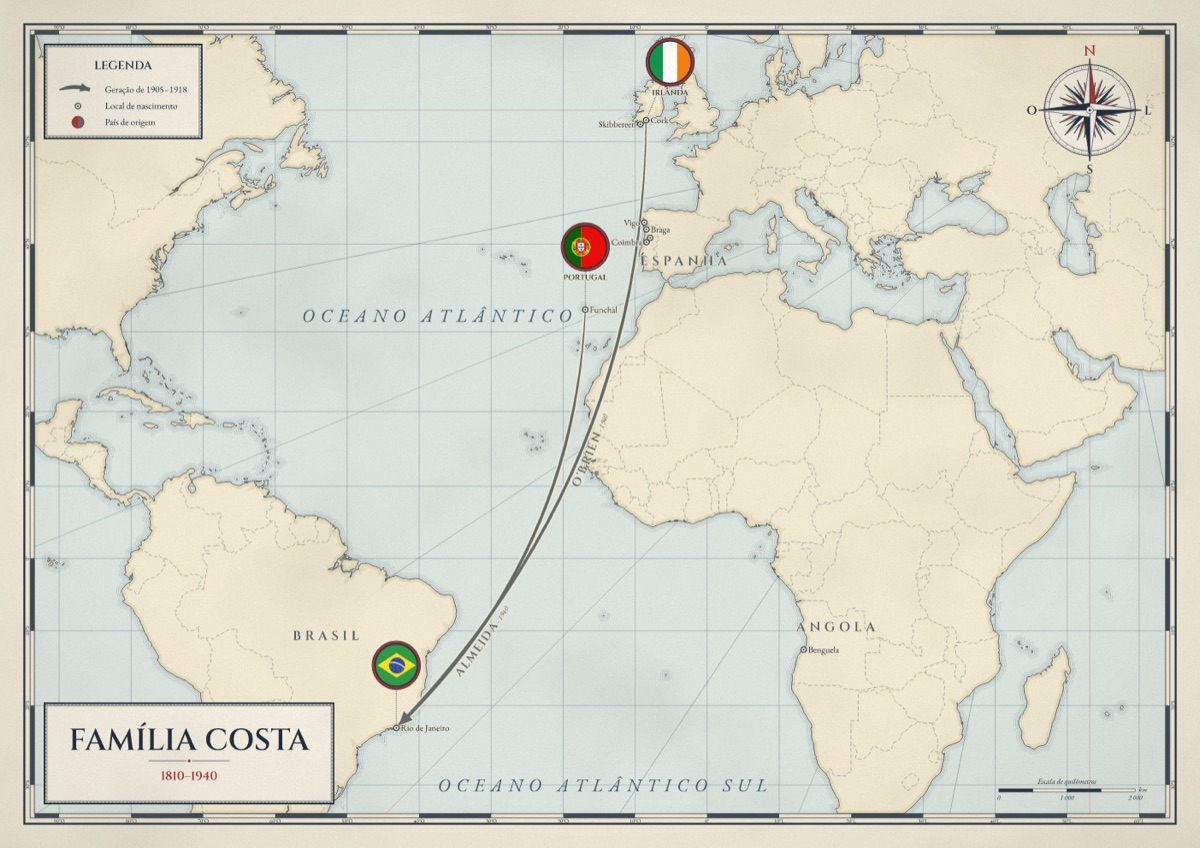 LEGENDA
Geração de 1905–1918
Local de nascimento
País de origem
N
O
L
S
IRLANDA
Skibbereen
Cork
Vigo
Braga
Coimbra
ESPANHA
PORTUGAL
Funchal
OCEANO ATLÂNTICO
O'BRIEN
ALMEIDA
BRASIL
Rio de Janeiro
ANGOLA
Benguela
FAMÍLIA COSTA
1810–1940
OCEANO ATLÂNTICO SUL
Escala de quilômetros
km
0
1 000
2 000